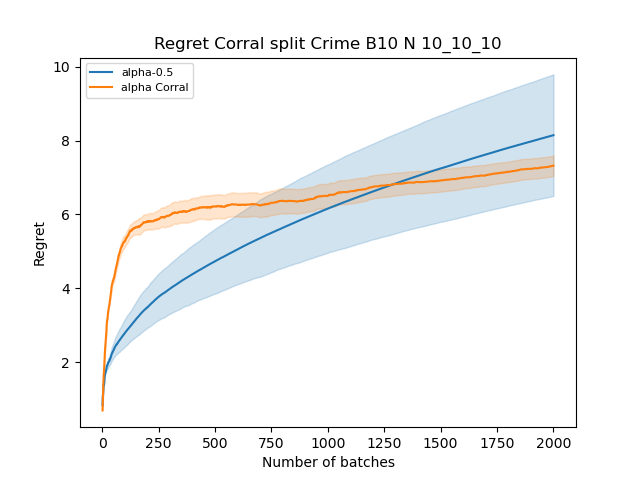 Regret Corral split Crime B10 N 10_10_10
alpha-0.5
alpha Corral
10
8
6
4
2
Regret
0 250 500 750 1000 1250 1500 1750 2000
Number of batches